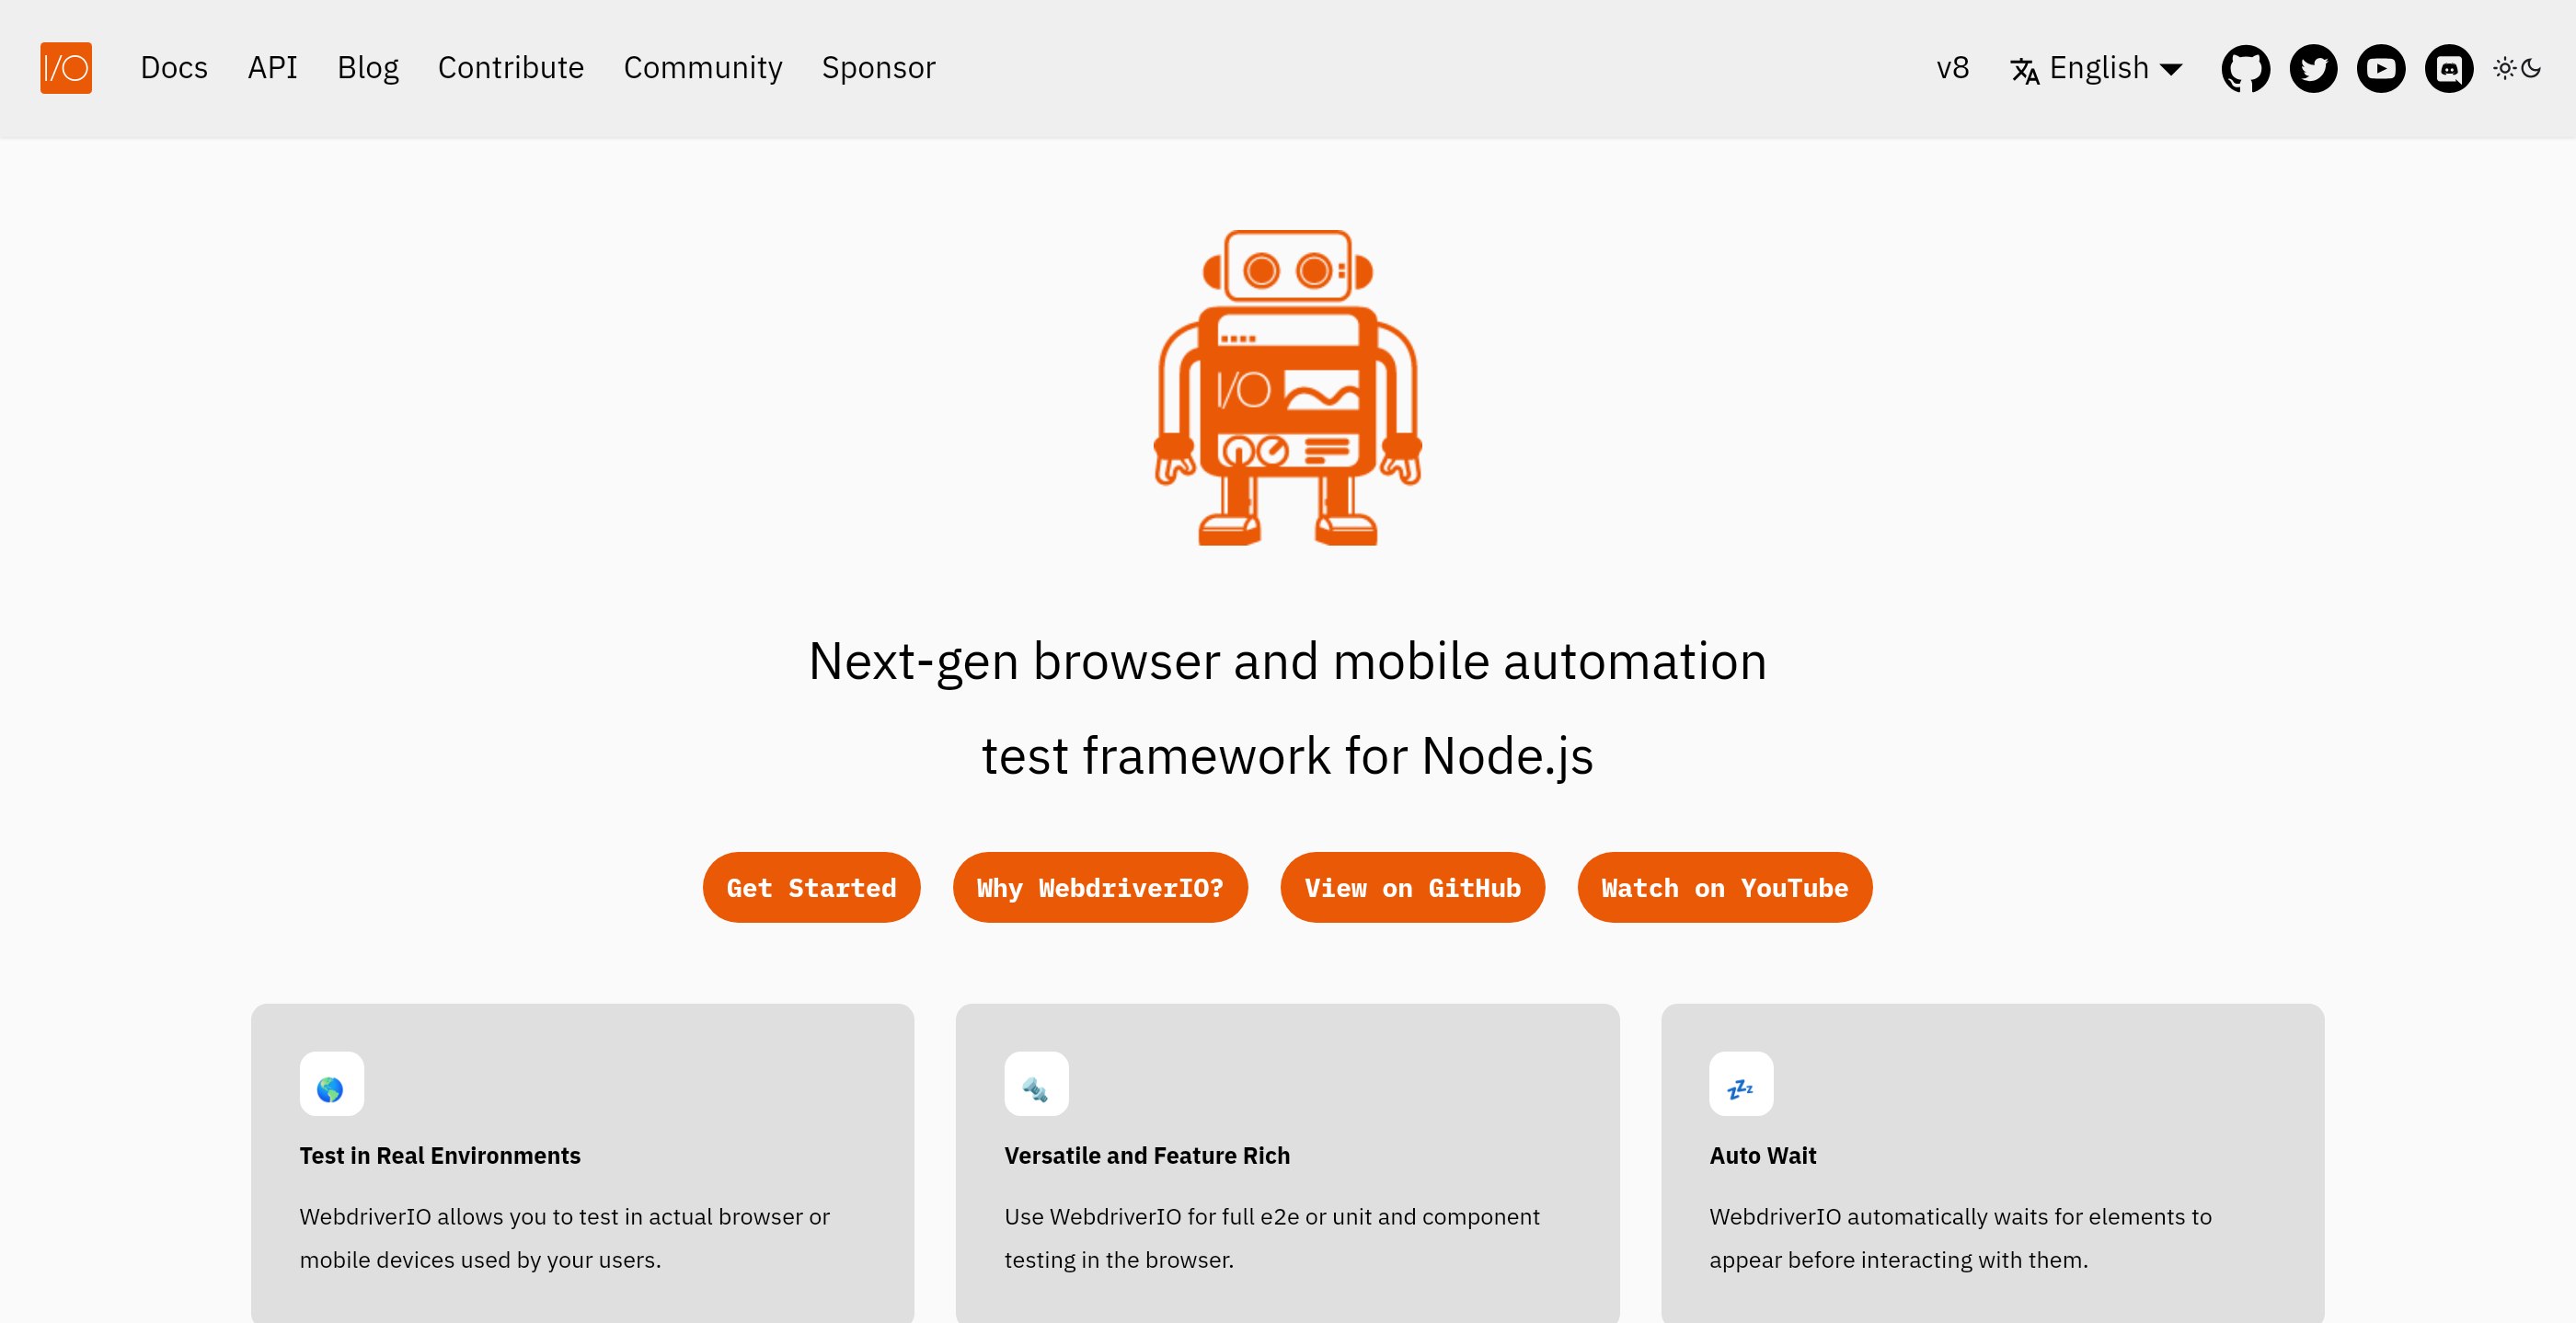 I/O Docs API Blog Contribute Community Sponsor v8 English
I/O
Next-gen browser and mobile automation
test framework for Node.js
Get Started Why WebdriverIO? View on GitHub Watch on YouTube
Test in Real Environments
WebdriverIO allows you to test in actual browser or
mobile devices used by your users.
Versatile and Feature Rich
Use WebdriverIO for full e2e or unit and component
testing in the browser.
Auto Wait
WebdriverIO automatically waits for elements to
appear before interacting with them.